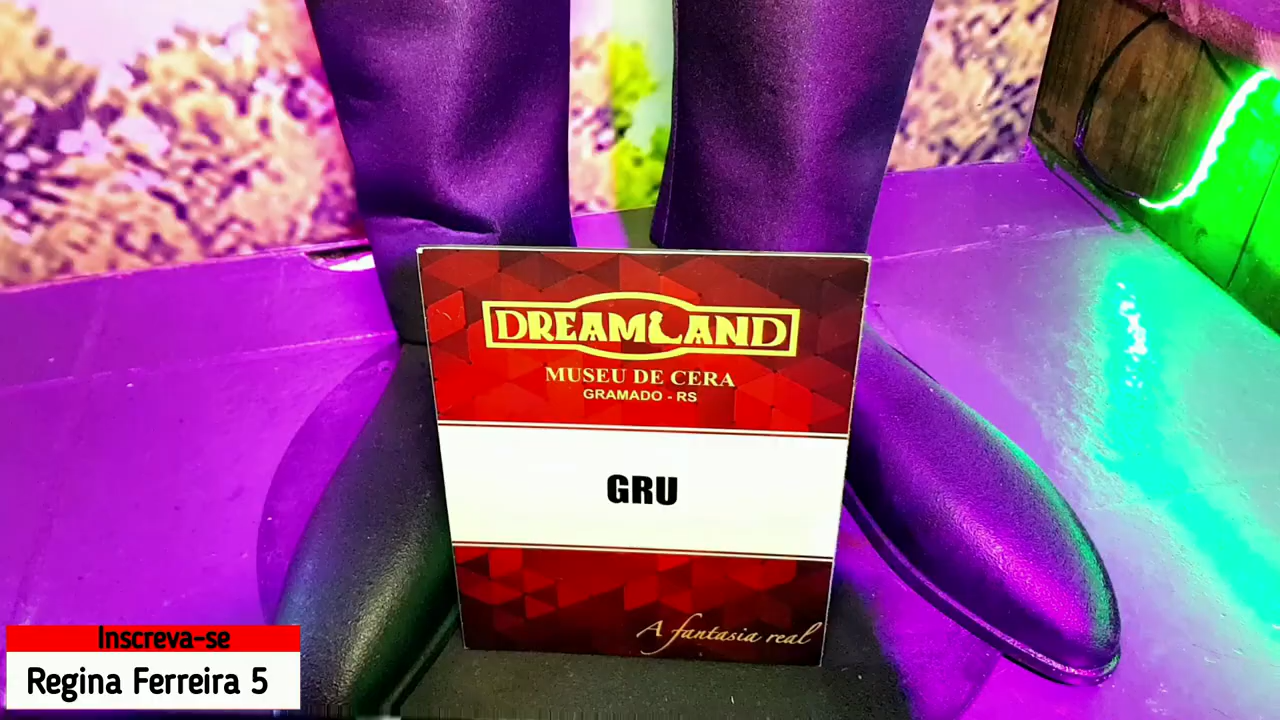 DREAMLAND
MUSEU DE CERA
GRAMADO - RS
GRU
A fantasia real
Inscreva-se
Regina Ferreira 5